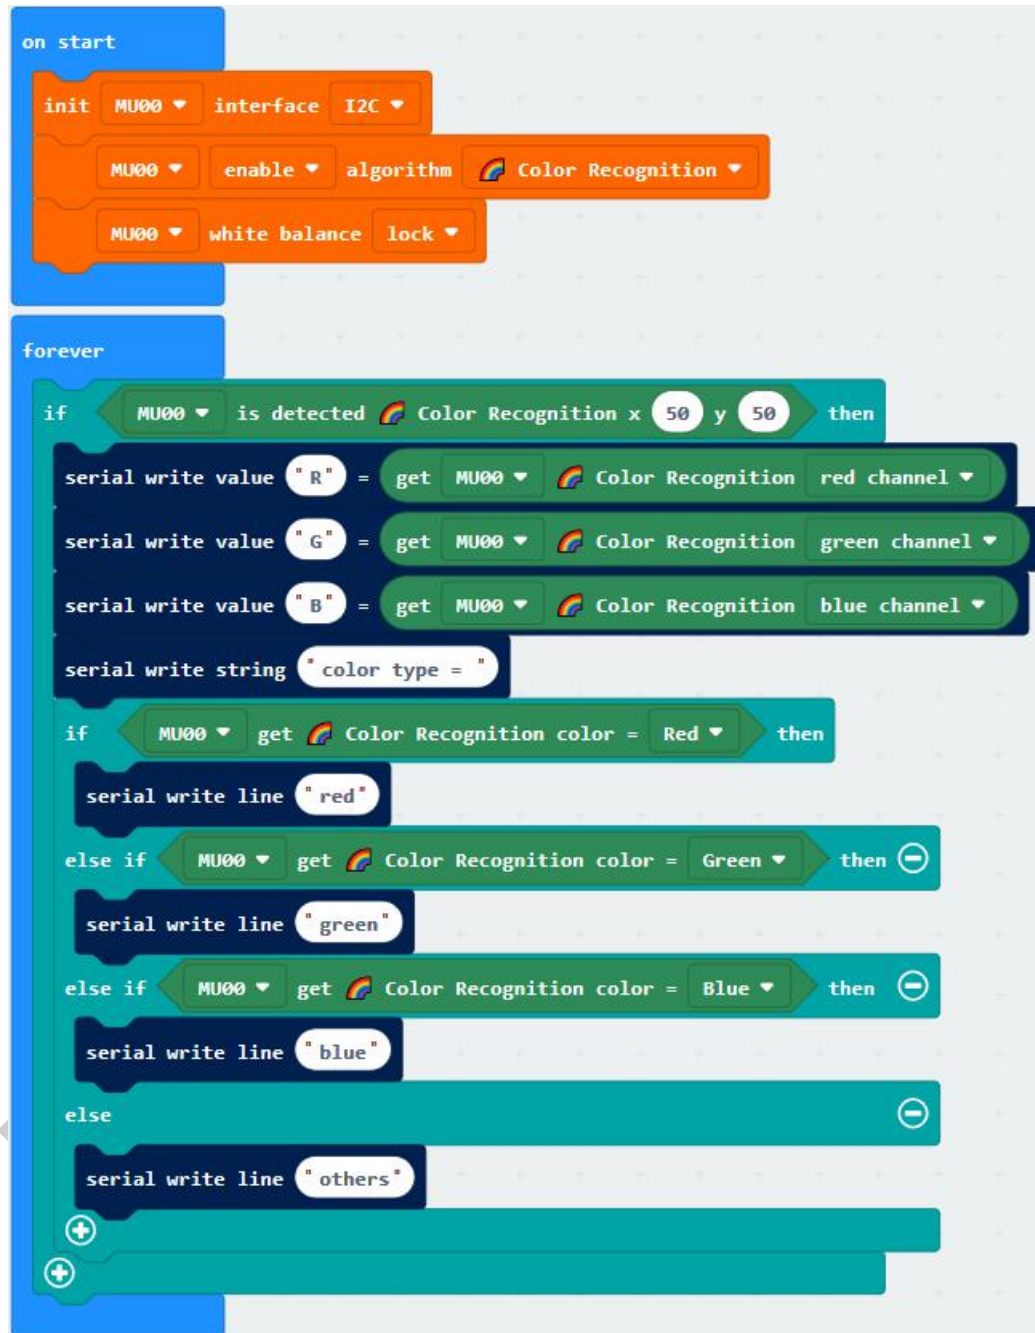 on start
init MU00 interface I2C
MU00 enable algorithm Color Recognition
MU00 white balance lock
forever
if MU00 is detected Color Recognition x 50 y 50 then
serial write value "R" = get MU00 Color Recognition red channel
serial write value "G" = get MU00 Color Recognition green channel
serial write value "B" = get MU00 Color Recognition blue channel
serial write string "color type = "
if MU00 get Color Recognition color = Red then
serial write line "red"
else if MU00 get Color Recognition color = Green then
serial write line "green"
else if MU00 get Color Recognition color = Blue then
serial write line "blue"
else
serial write line "others"